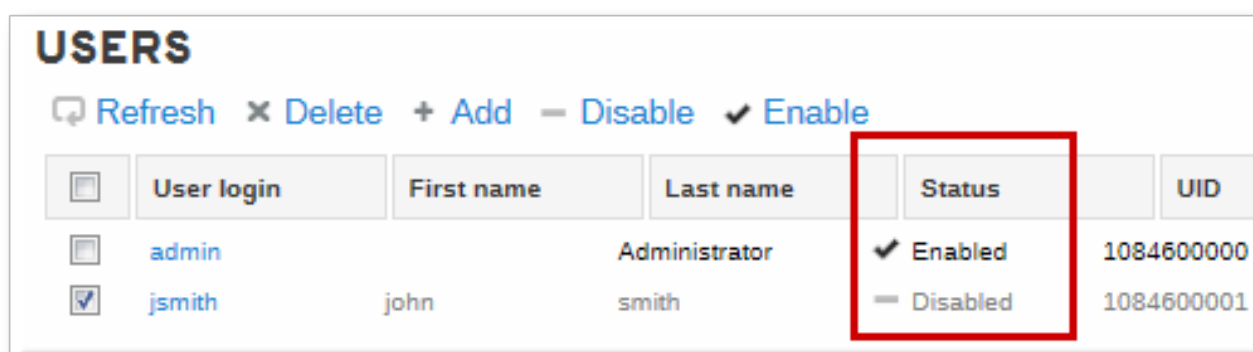 USERS
Refresh Delete Add Disable Enable
User login First name Last name Status UID
admin Administrator Enabled 1084600000
jsmith john smith Disabled 1084600001